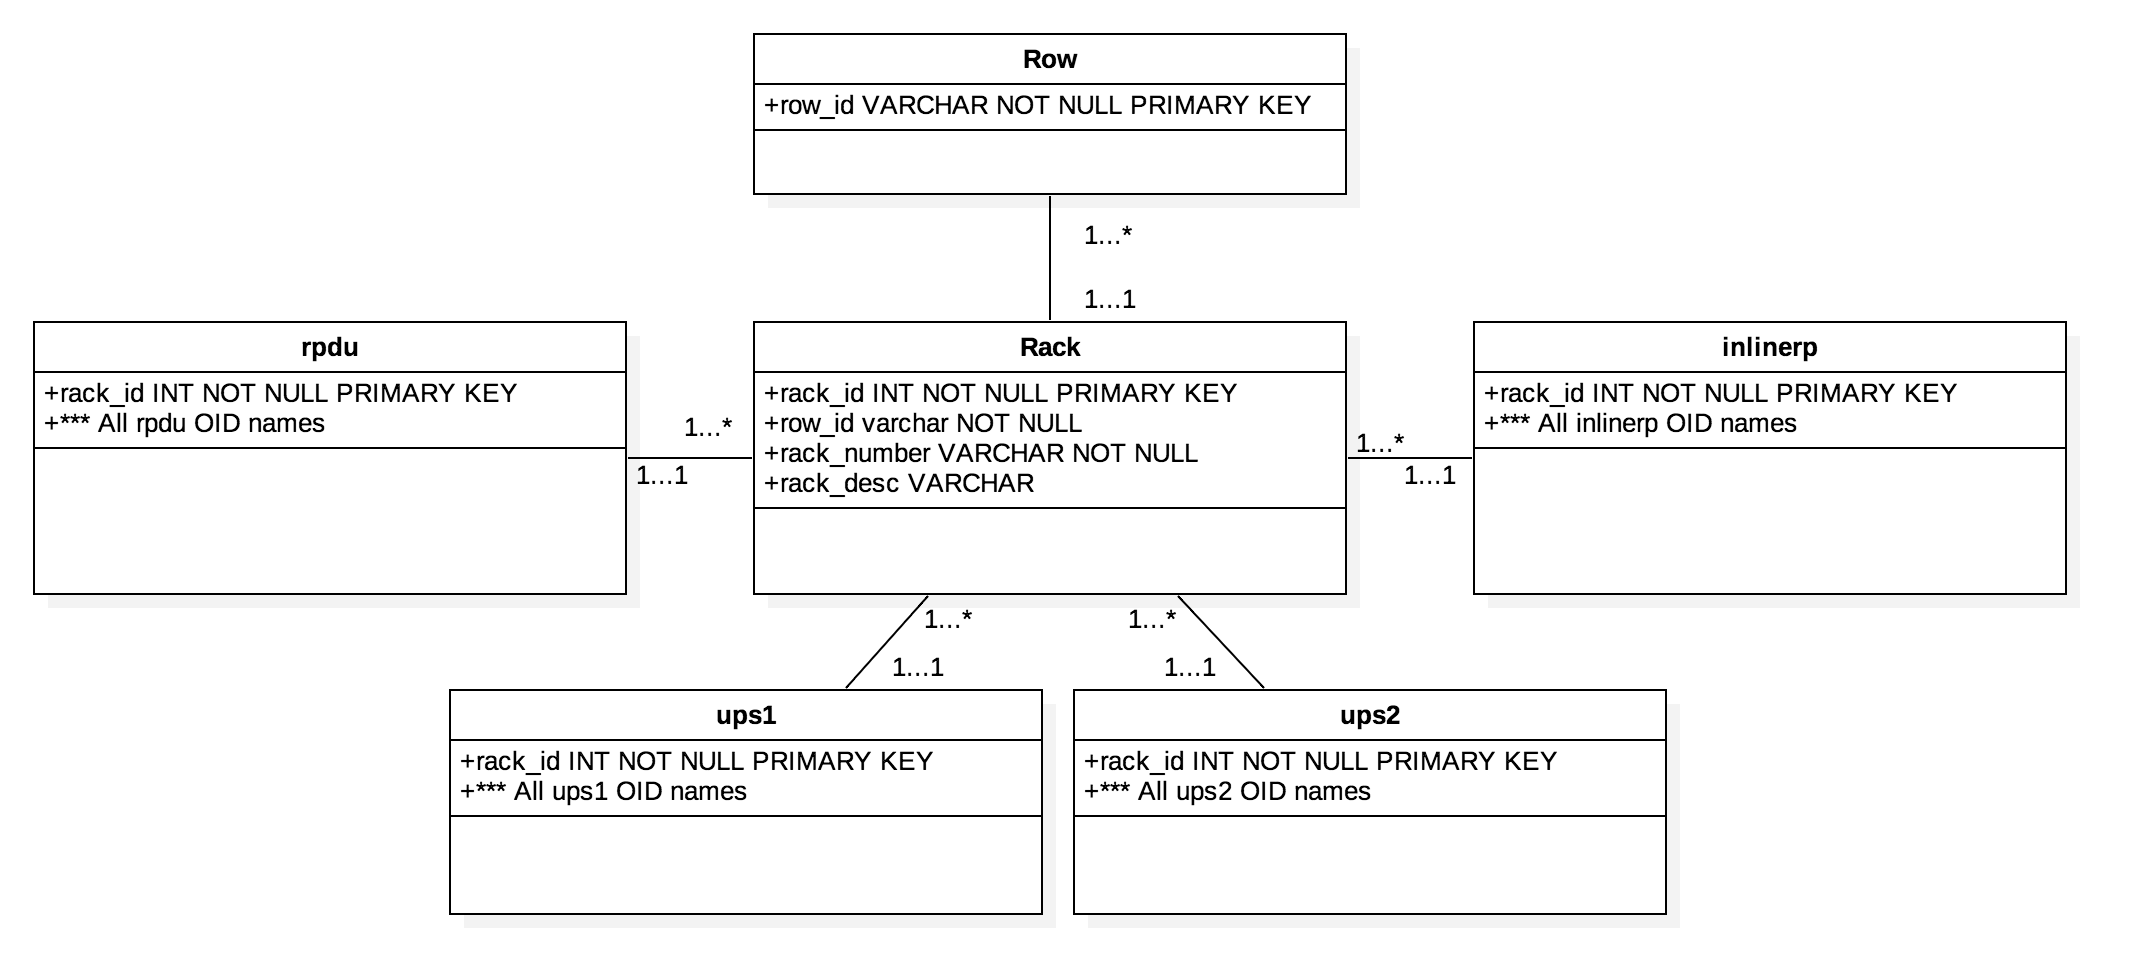 Row
+row_id VARCHAR NOT NULL PRIMARY KEY
1...*
1...1
rpdu
+rack_id INT NOT NULL PRIMARY KEY
+*** All rpdu OID names
1...*
1...1
Rack
+rack_id INT NOT NULL PRIMARY KEY
+row_id varchar NOT NULL
+rack_number VARCHAR NOT NULL
+rack_desc VARCHAR
1...*
1...1
inlinerp
+rack_id INT NOT NULL PRIMARY KEY
+*** All inlinerp OID names
1...*
1...1
1...*
1...1
ups1
+rack_id INT NOT NULL PRIMARY KEY
+*** All ups1 OID names
ups2
+rack_id INT NOT NULL PRIMARY KEY
+*** All ups2 OID names